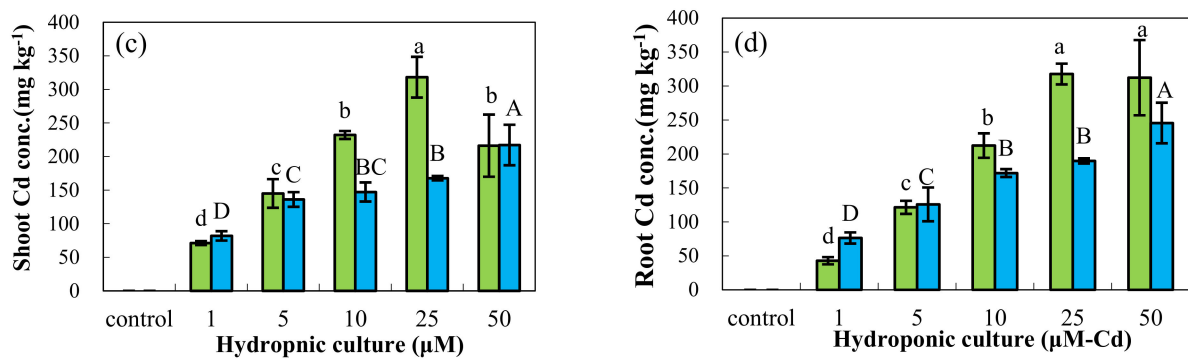 (c)
Shoot Cd conc.(mg kg⁻¹)
400
350
300
250
200
150
100
50
0
d D
c C
b BC
a B
b A
control 1 5 10 25 50
Hydropnic culture (µM)
(d)
Root Cd conc.(mg kg⁻¹)
400
350
300
250
200
150
100
50
0
d D
c C
b B
a B
a A
control 1 5 10 25 50
Hydroponic culture (µM-Cd)